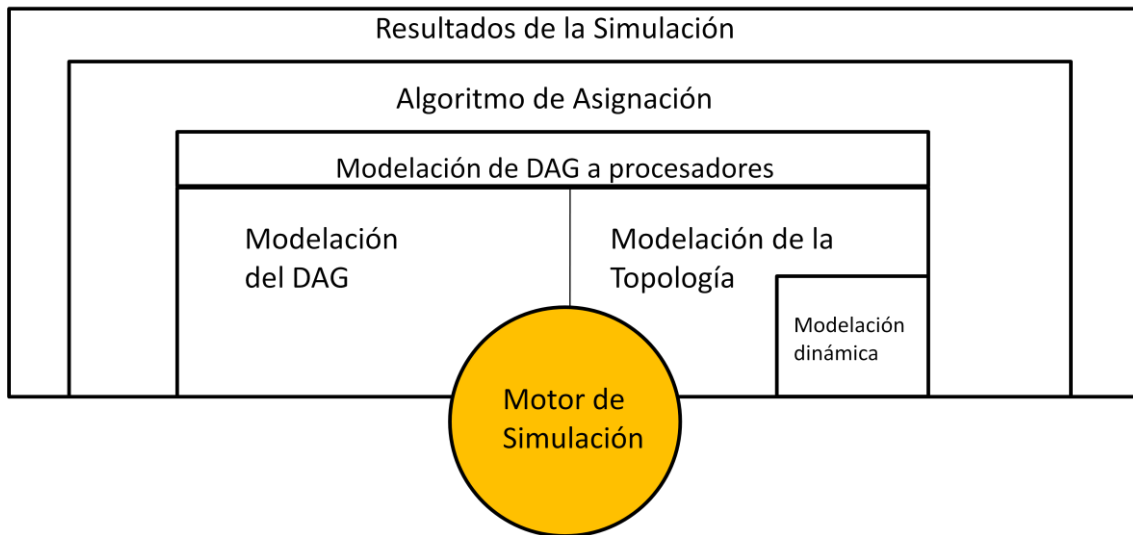 Resultados de la Simulación
Algoritmo de Asignación
Modelación de DAG a procesadores
Modelación
del DAG
Modelación de la
Topología
Modelación
dinámica
Motor de
Simulación